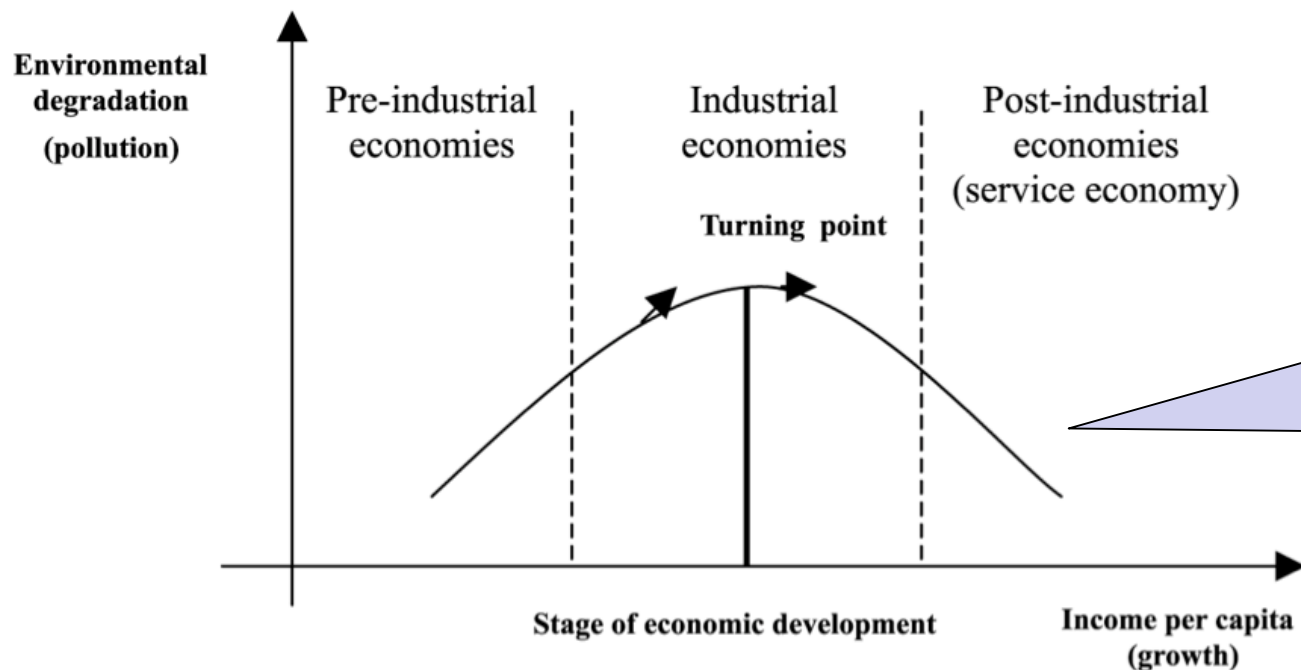 Environmental
degradation
(pollution)
Pre-industrial
economies
Industrial
economies
Post-industrial
economies
(service economy)
Turning point
Stage of economic development
Income per capita
(growth)